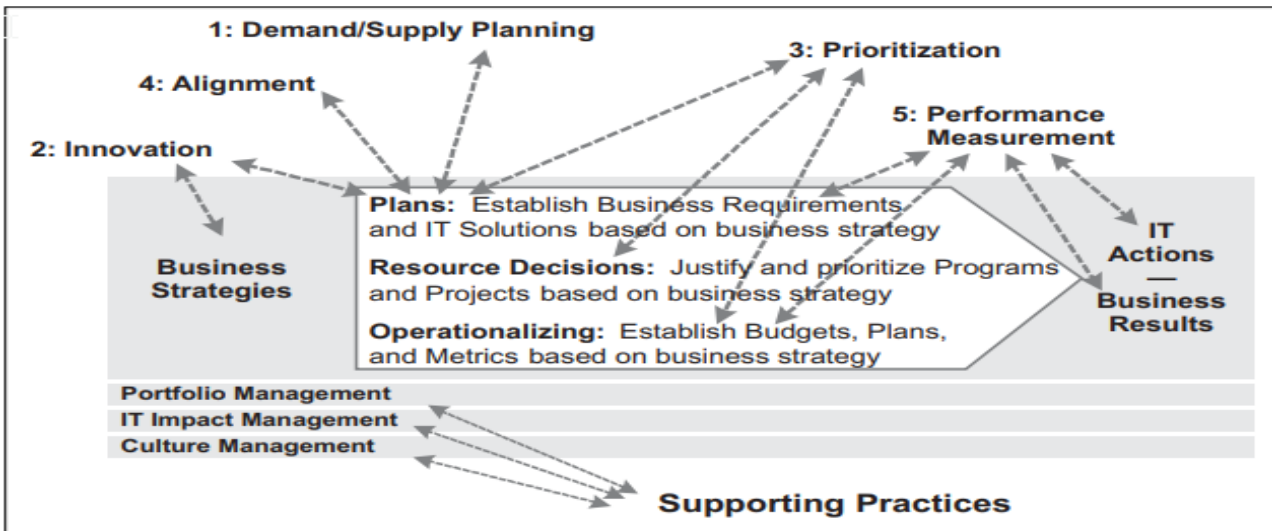 1: Demand/Supply Planning
3: Prioritization
4: Alignment
5: Performance
Measurement
2: Innovation
Plans: Establish Business Requirements
and IT Solutions based on business strategy
Resource Decisions: Justify and prioritize Programs
and Projects based on business strategy
Operationalizing: Establish Budgets, Plans,
and Metrics based on business strategy
Business
Strategies
IT
Actions
—
Business
Results
Portfolio Management
IT Impact Management
Culture Management
Supporting Practices